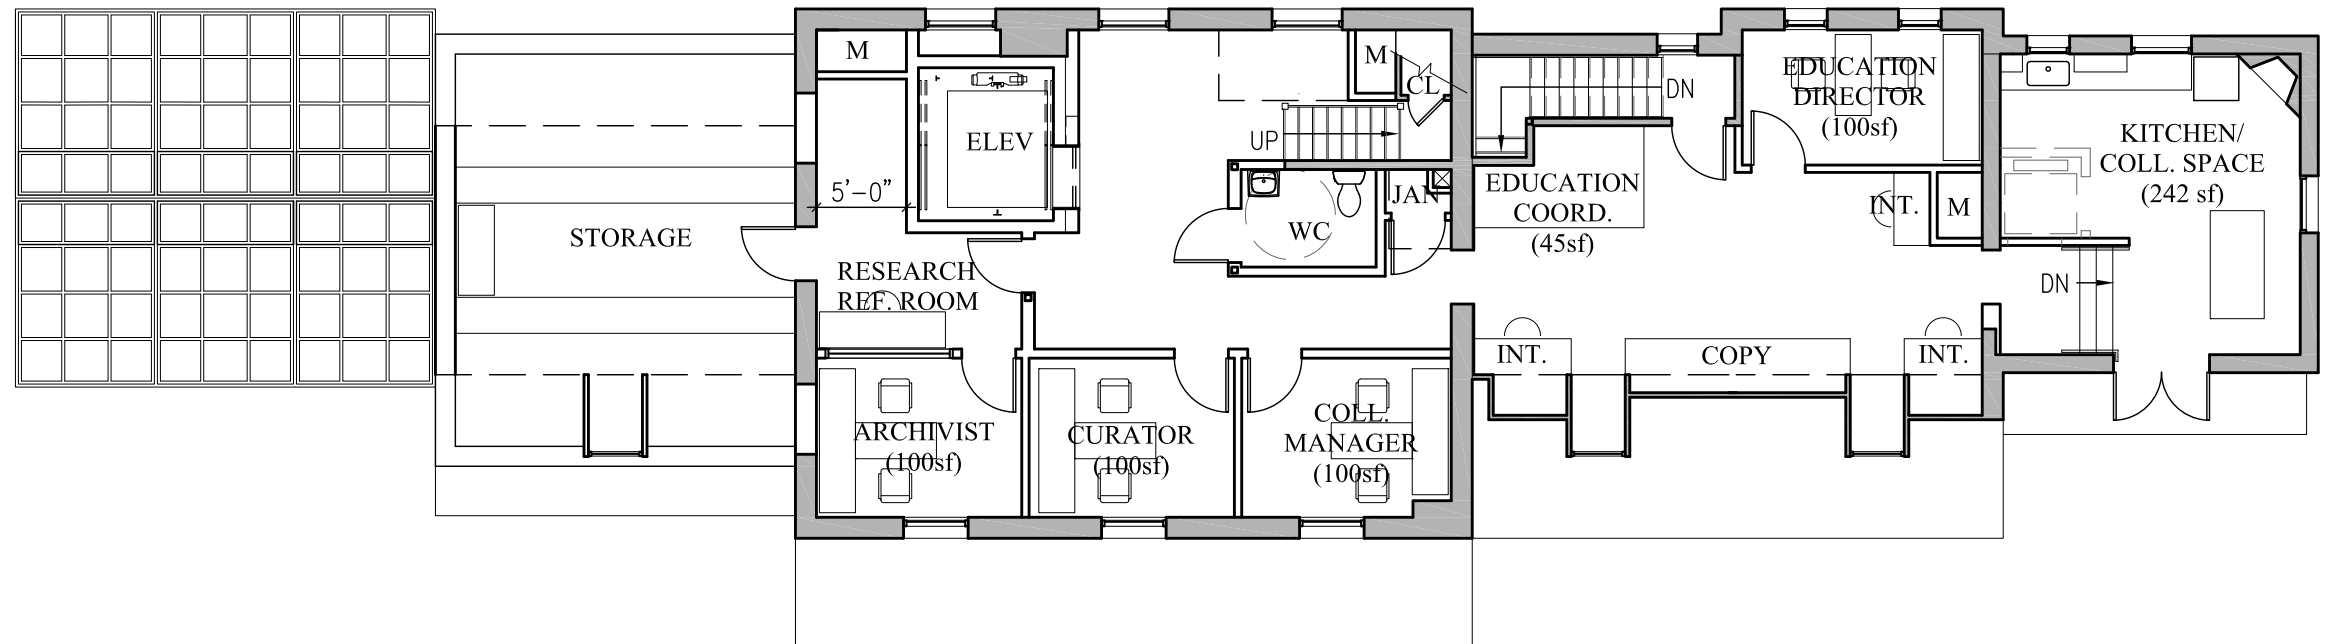 M
ELEV
5'-0"
STORAGE
RESEARCH
REF. ROOM
ARCHIVIST
(100sf)
CURATOR
(100sf)
COLL.
MANAGER
(100sf)
M
CL
UP
WC
JAN
DN
EDUCATION
DIRECTOR
(100sf)
EDUCATION
COORD.
(45sf)
INT.
M
INT.
COPY
INT.
KITCHEN/
COLL. SPACE
(242 sf)
DN